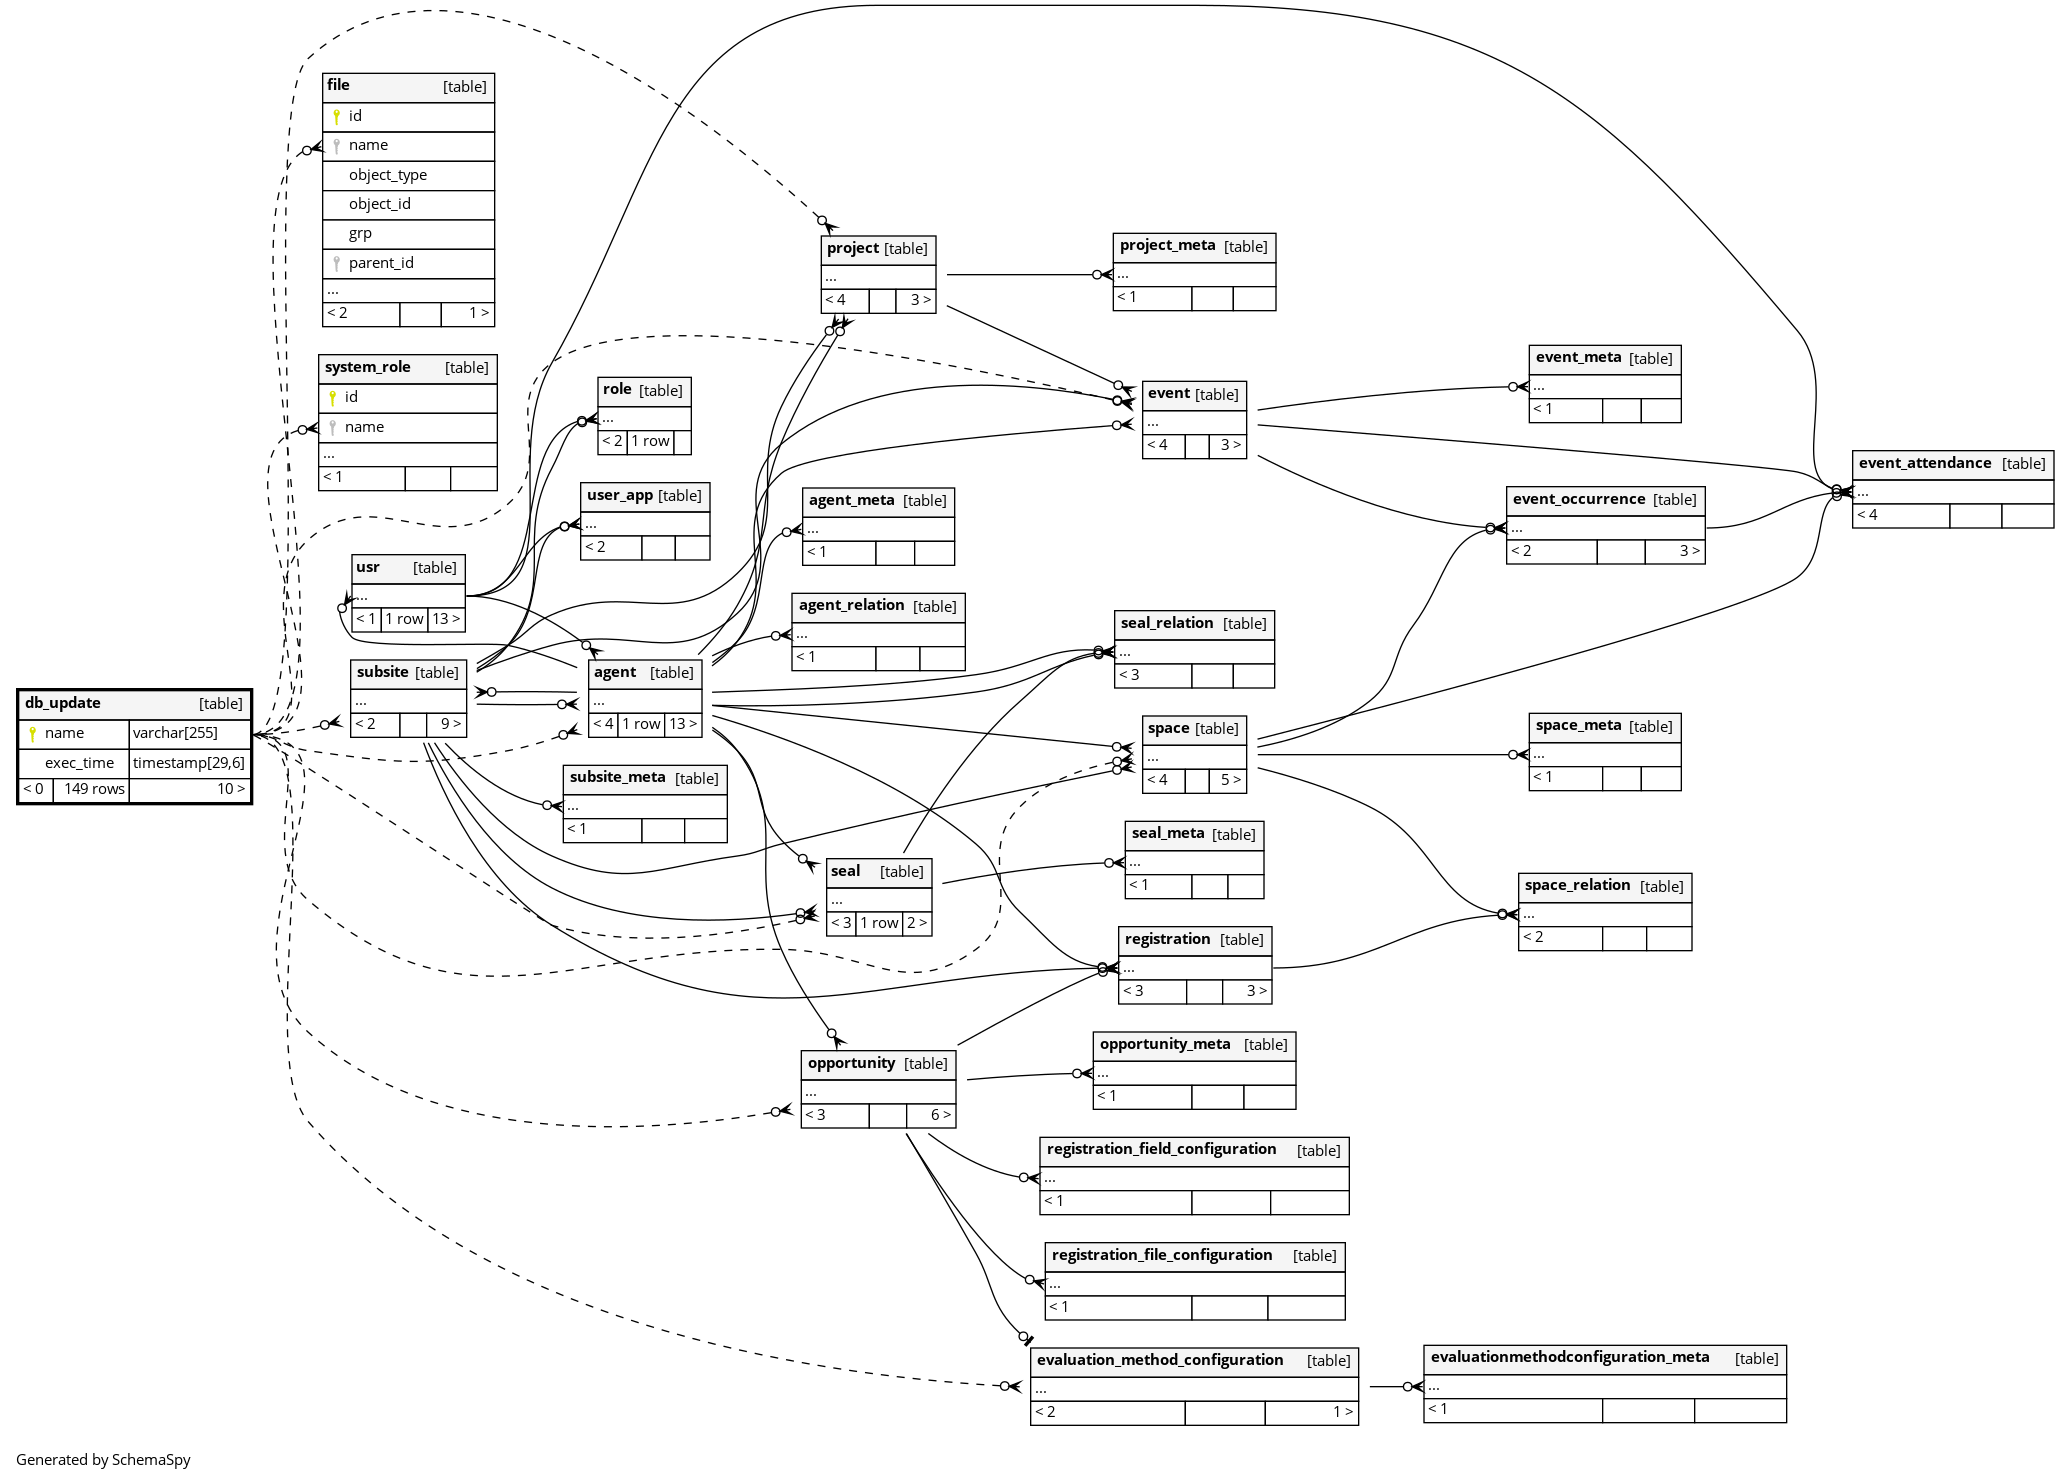 file [table]
id
name
object_type
object_id
grp
parent_id
...
< 2 1 >
system_role [table]
id
name
...
< 1
usr [table]
...
< 1 1 row 13 >
subsite [table]
...
< 2 9 >
db_update [table]
name varchar[255]
exec_time timestamp[29,6]
< 0 149 rows 10 >
role [table]
...
< 2 1 row
user_app [table]
...
< 2
agent [table]
...
< 4 1 row 13 >
subsite_meta [table]
...
< 1
project [table]
...
< 4 3 >
agent_meta [table]
...
< 1
agent_relation [table]
...
< 1
seal [table]
...
< 3 1 row 2 >
opportunity [table]
...
< 3 6 >
project_meta [table]
...
< 1
event [table]
...
< 4 3 >
seal_relation [table]
...
< 3
space [table]
...
< 4 5 >
seal_meta [table]
...
< 1
registration [table]
...
< 3 3 >
opportunity_meta [table]
...
< 1
registration_field_configuration [table]
...
< 1
registration_file_configuration [table]
...
< 1
evaluation_method_configuration [table]
...
< 2 1 >
event_meta [table]
...
< 1
event_occurrence [table]
...
< 2 3 >
space_meta [table]
...
< 1
space_relation [table]
...
< 2
evaluationmethodconfiguration_meta [table]
...
< 1
event_attendance [table]
...
< 4
Generated by SchemaSpy